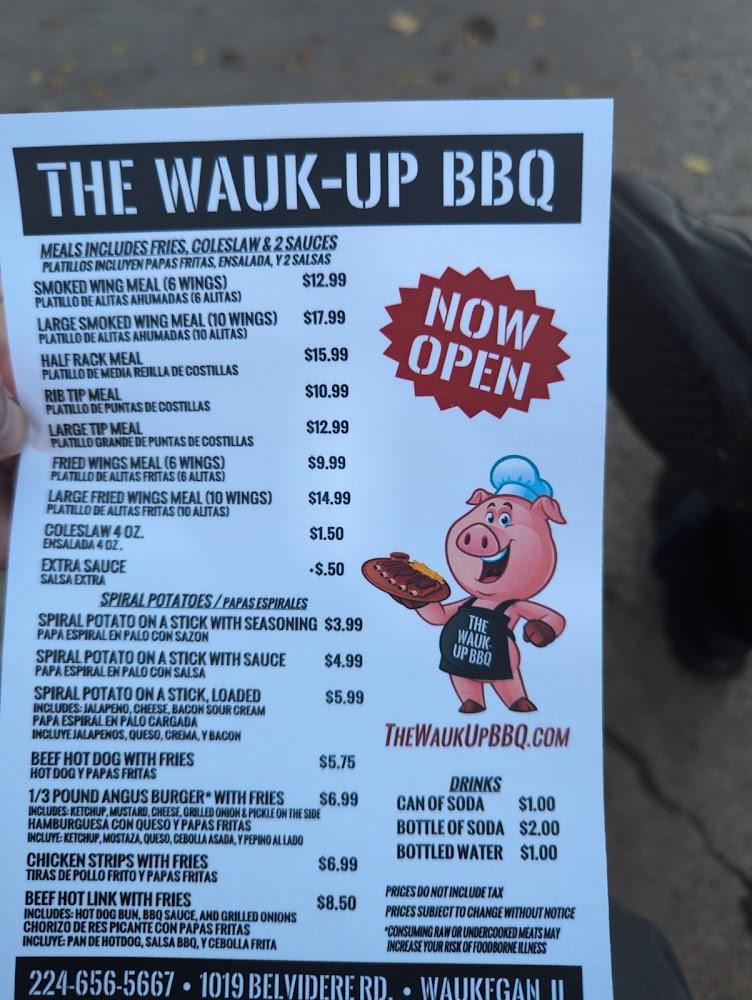 THE WAUK-UP BBQ
MEALS INCLUDES FRIES, COLESLAW & 2 SAUCES
PLATILLOS INCLUYEN PAPAS FRITAS, ENSALADA, Y 2 SALSAS
SMOKED WING MEAL (6 WINGS) $12.99
PLATILLO DE ALITAS AHUMADAS (6 ALITAS)
LARGE SMOKED WING MEAL (10 WINGS) $17.99
PLATILLO DE ALITAS AHUMADAS (10 ALITAS)
HALF RACK MEAL $15.99
PLATILLO DE MEDIA REJILLA DE COSTILLAS
RIB TIP MEAL $10.99
PLATILLO DE PUNTAS DE COSTILLAS
LARGE TIP MEAL $12.99
PLATILLO GRANDE DE PUNTAS DE COSTILLAS
FRIED WINGS MEAL (6 WINGS) $9.99
PLATILLO DE ALITAS FRITAS (6 ALITAS)
LARGE FRIED WINGS MEAL (10 WINGS) $14.99
PLATILLO DE ALITAS FRITAS (10 ALITAS)
COLESLAW 4 OZ. $1.50
ENSALADA 4 OZ.
EXTRA SAUCE +$.50
SALSA EXTRA
SPIRAL POTATOES / PAPAS ESPIRALES
SPIRAL POTATO ON A STICK WITH SEASONING $3.99
PAPA ESPIRAL EN PALO CON SAZON
SPIRAL POTATO ON A STICK WITH SAUCE $4.99
PAPA ESPIRAL EN PALO CON SALSA
SPIRAL POTATO ON A STICK, LOADED $5.99
INCLUDES: JALAPENO, CHEESE, BACON SOUR CREAM
PAPA ESPIRAL EN PALO CARGADA
INCLUYE JALAPENOS, QUESO, CREMA, Y BACON
BEEF HOT DOG WITH FRIES $5.75
HOT DOG Y PAPAS FRITAS
1/3 POUND ANGUS BURGER* WITH FRIES $6.99
INCLUDES: KETCHUP, MUSTARD, CHEESE, GRILLED ONION & PICKLE ON THE SIDE
HAMBURGUESA CON QUESO Y PAPAS FRITAS
INCLUYE: KETCHUP, MOSTAZA, QUESO, CEBOLLA ASADA, Y PEPINO AL LADO
CHICKEN STRIPS WITH FRIES $6.99
TIRAS DE POLLO FRITO Y PAPAS FRITAS
BEEF HOT LINK WITH FRIES $8.50
INCLUDES: HOT DOG BUN, BBQ SAUCE, AND GRILLED ONIONS
CHORIZO DE RES PICANTE CON PAPAS FRITAS
INCLUYE: PAN DE HOTDOG, SALSA BBQ, Y CEBOLLA FRITA
NOW
OPEN
THE
WAUK-
UP BBQ
THEWAUKUPBBQ.COM
DRINKS
CAN OF SODA $1.00
BOTTLE OF SODA $2.00
BOTTLED WATER $1.00
PRICES DO NOT INCLUDE TAX
PRICES SUBJECT TO CHANGE WITHOUT NOTICE
*CONSUMING RAW OR UNDERCOOKED MEATS MAY
INCREASE YOUR RISK OF FOODBORNE ILLNESS
224-656-5667 • 1019 BELVIDERE RD. • WAUKEGAN, IL